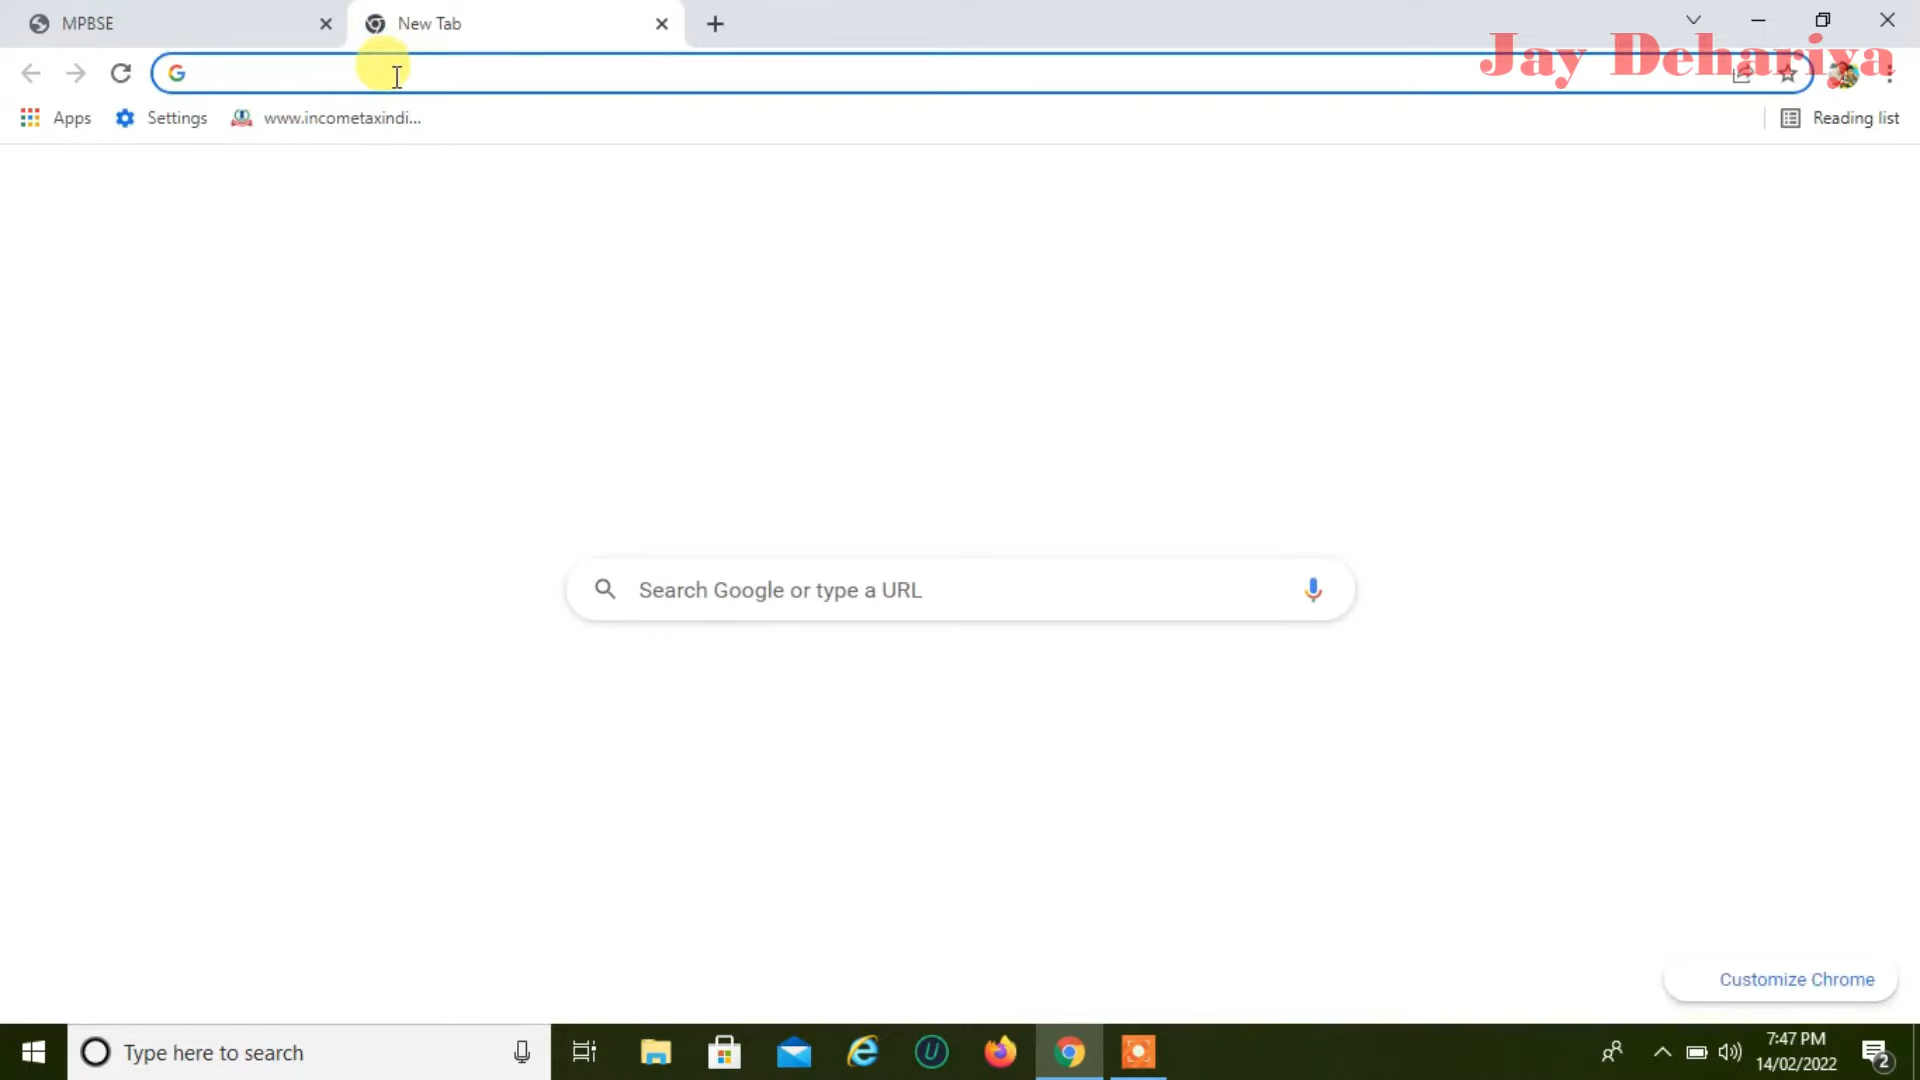 MPBSE
New Tab
Jay Dehariya
Apps
Settings
www.incometaxindi...
Reading list
Search Google or type a URL
Customize Chrome
Type here to search
7:47 PM
14/02/2022
2